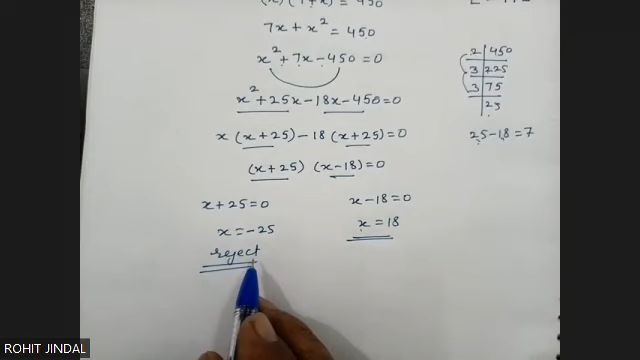 (x) (7+x) = 450
7x + x² = 450
x² + 7x - 450 = 0
x² + 25x - 18x - 450 = 0
x (x+25) - 18 (x+25) = 0
(x+25) (x-18) = 0
x+25=0
x=-25
reject
x-18=0
x=18
2 450
3 225
3 75
25
25-18=7
ROHIT JINDAL